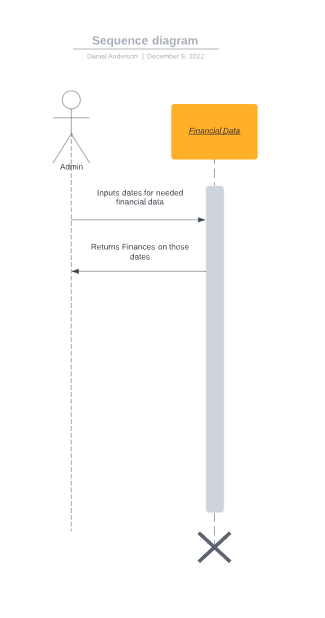 Sequence diagram
Daniel Anderson | December 9, 2022
Financial Data
Admin
Inputs dates for needed
financial data
Returns Finances on those
dates